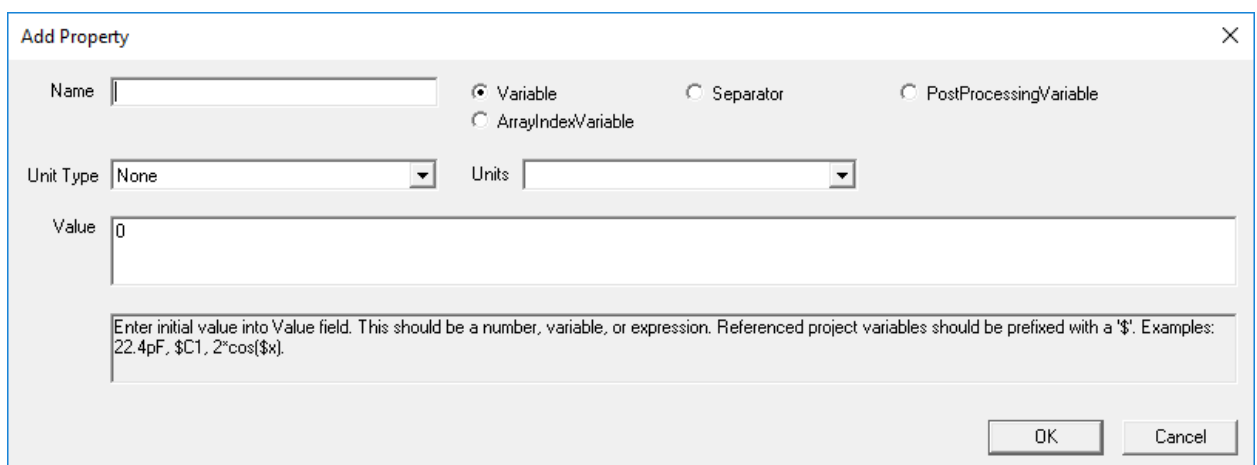 Add Property
Name
Variable
Separator
PostProcessingVariable
ArrayIndexVariable
Unit Type
None
Units
Value
0
Enter initial value into Value field. This should be a number, variable, or expression. Referenced project variables should be prefixed with a '$'. Examples:
22.4pF, $C1, 2*cos($x).
OK
Cancel